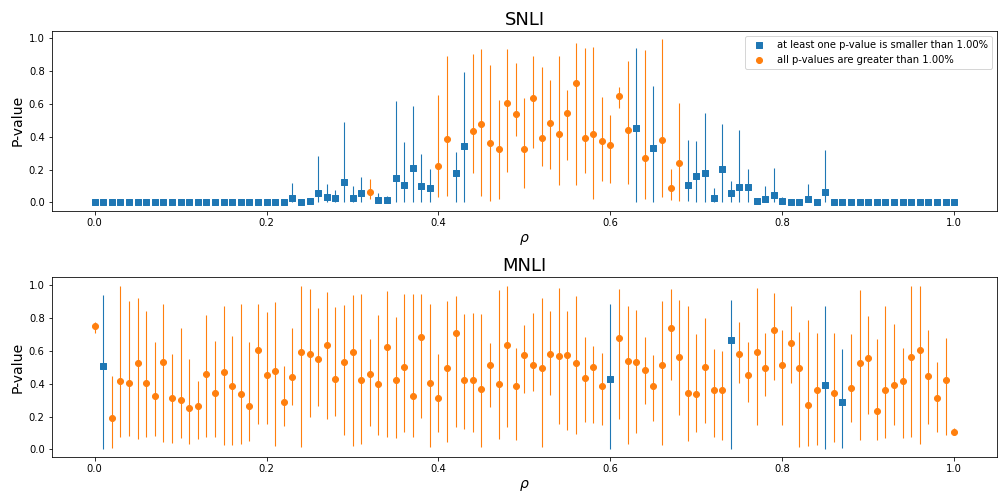 SNLI
P-value
1.0
0.8
0.6
0.4
0.2
0.0
at least one p-value is smaller than 1.00%
all p-values are greater than 1.00%
0.0 0.2 0.4 0.6 0.8 1.0
ρ
MNLI
P-value
1.0
0.8
0.6
0.4
0.2
0.0
0.0 0.2 0.4 0.6 0.8 1.0
ρ